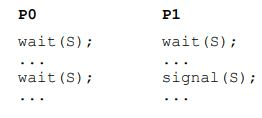 P0 P1
wait(S); wait(S);
... ...
wait(S); signal(S);
... ...